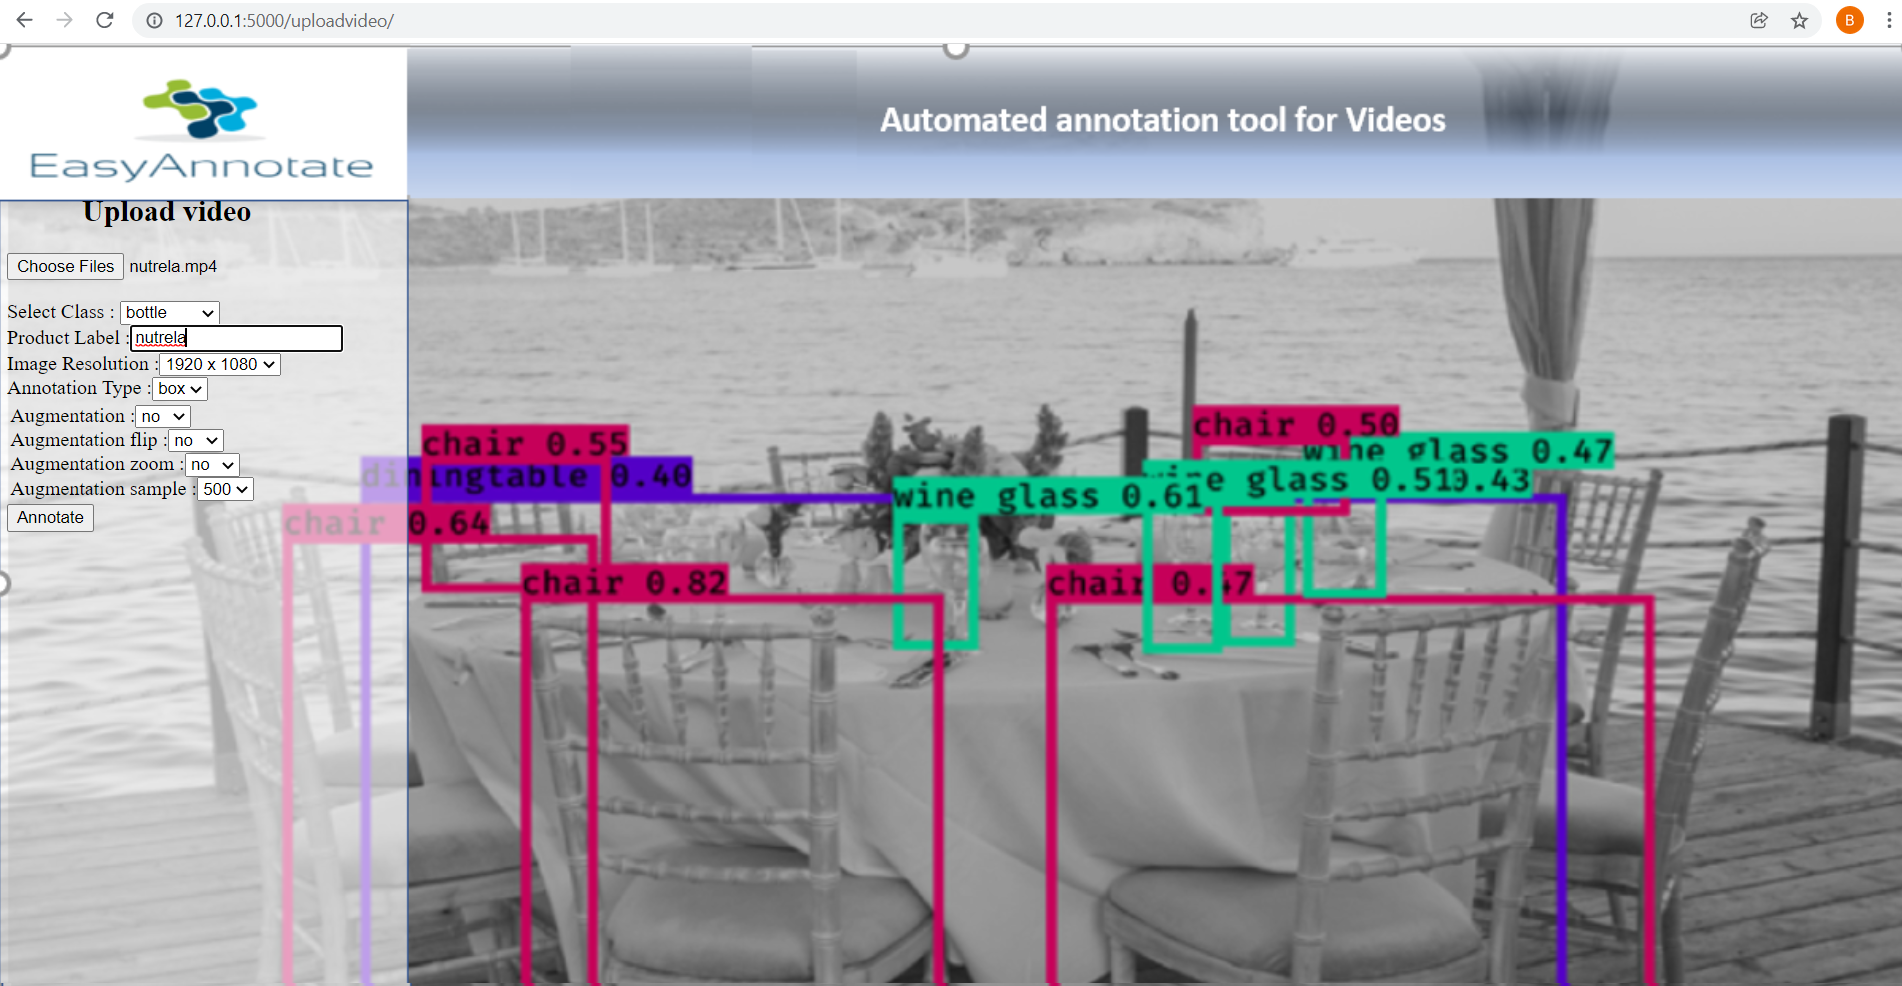 127.0.0.1:5000/uploadvideo/
B
EasyAnnotate
Automated annotation tool for Videos
Upload video
Choose Files nutrela.mp4
Select Class : bottle
Product Label : nutrela
Image Resolution : 1920 x 1080
Annotation Type : box
Augmentation : no
Augmentation flip : no
Augmentation zoom : no
Augmentation sample : 500
Annotate
chair 0.50
chair 0.55
wine glass 0.47
diningtable 0.40
glass 0.51
0.43
wine glass 0.61
chair 0.64
chair 0.82
chair 0.47